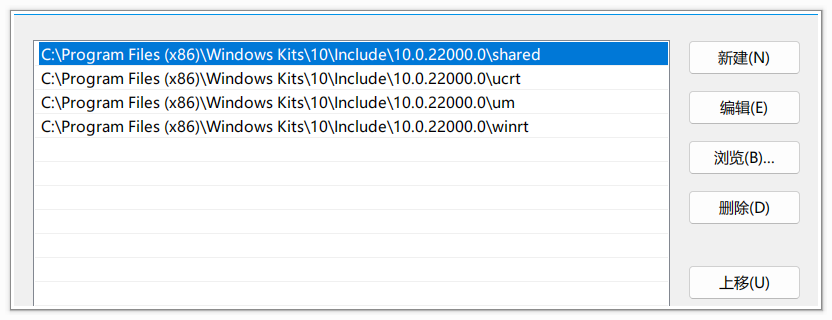 C:\Program Files (x86)\Windows Kits\10\Include\10.0.22000.0\shared
C:\Program Files (x86)\Windows Kits\10\Include\10.0.22000.0\ucrt
C:\Program Files (x86)\Windows Kits\10\Include\10.0.22000.0\um
C:\Program Files (x86)\Windows Kits\10\Include\10.0.22000.0\winrt
新建(N)
编辑(E)
浏览(B)...
删除(D)
上移(U)